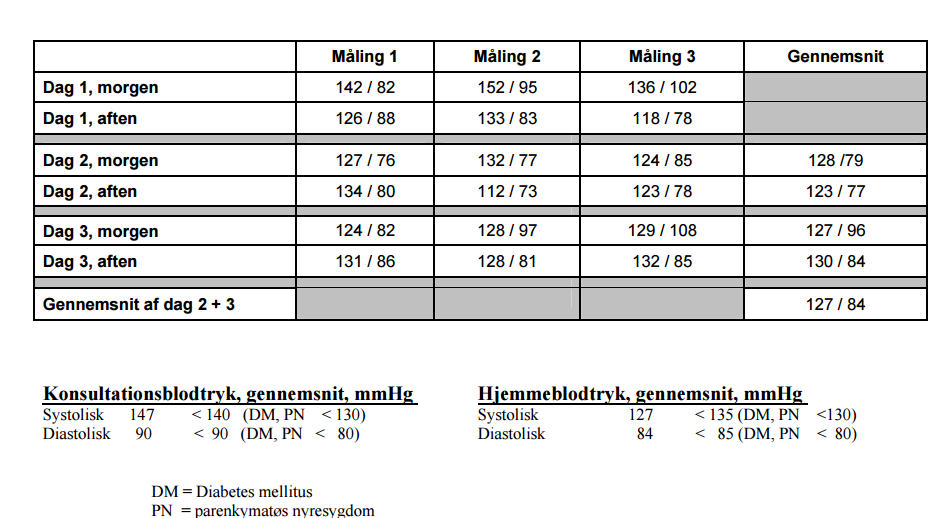 Måling 1 Måling 2 Måling 3 Gennemsnit
Dag 1, morgen 142 / 82 152 / 95 136 / 102
Dag 1, aften 126 / 88 133 / 83 118 / 78
Dag 2, morgen 127 / 76 132 / 77 124 / 85 128 /79
Dag 2, aften 134 / 80 112 / 73 123 / 78 123 / 77
Dag 3, morgen 124 / 82 128 / 97 129 / 108 127 / 96
Dag 3, aften 131 / 86 128 / 81 132 / 85 130 / 84
Gennemsnit af dag 2 + 3 127 / 84
Konsultationsblodtryk, gennemsnit, mmHg
Systolisk 147 < 140 (DM, PN < 130)
Diastolisk 90 < 90 (DM, PN < 80)
Hjemmeblodtryk, gennemsnit, mmHg
Systolisk 127 < 135 (DM, PN <130)
Diastolisk 84 < 85 (DM, PN < 80)
DM = Diabetes mellitus
PN = parenkymatøs nyresygdom